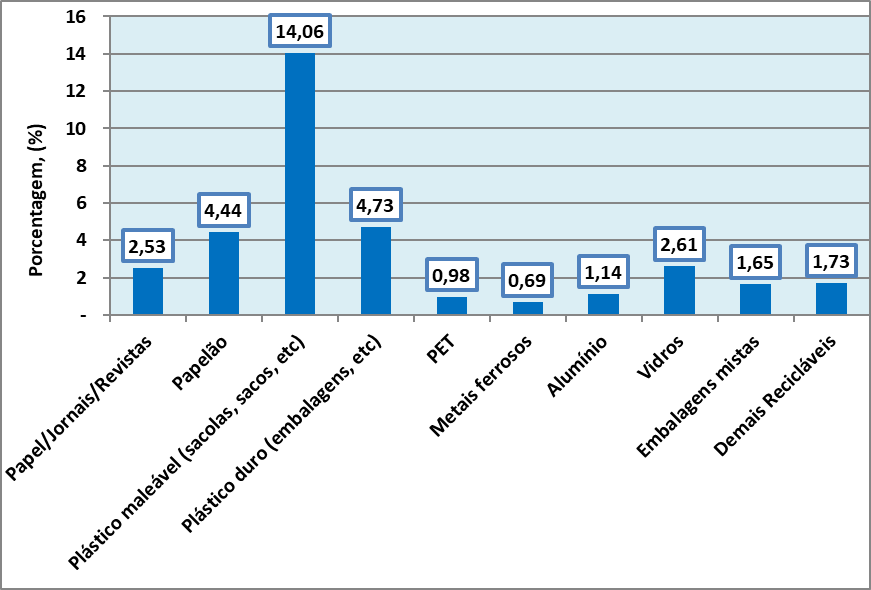 Porcentagem, (%)
16
14
12
10
8
6
4
2
-
2,53
4,44
14,06
4,73
0,98
0,69
1,14
2,61
1,65
1,73
Papel/Jornais/Revistas
Papelão
Plástico maleável (sacolas, sacos, etc)
Plástico duro (embalagens, etc)
PET
Metais ferrosos
Alumínio
Vidros
Embalagens mistas
Demais Recicláveis